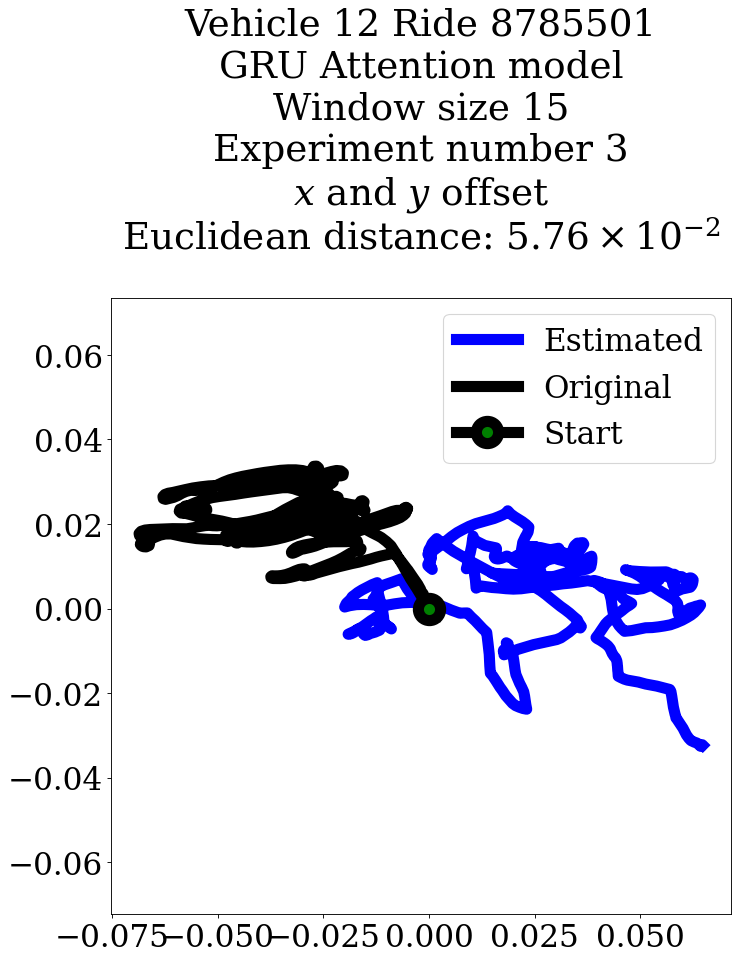 Vehicle 12 Ride 8785501
GRU Attention model
Window size 15
Experiment number 3
x and y offset
Euclidean distance: 5.76 × 10⁻²
Estimated
Original
Start
0.06
0.04
0.02
0.00
−0.02
−0.04
−0.06
−0.075 −0.050 −0.025 0.000 0.025 0.050